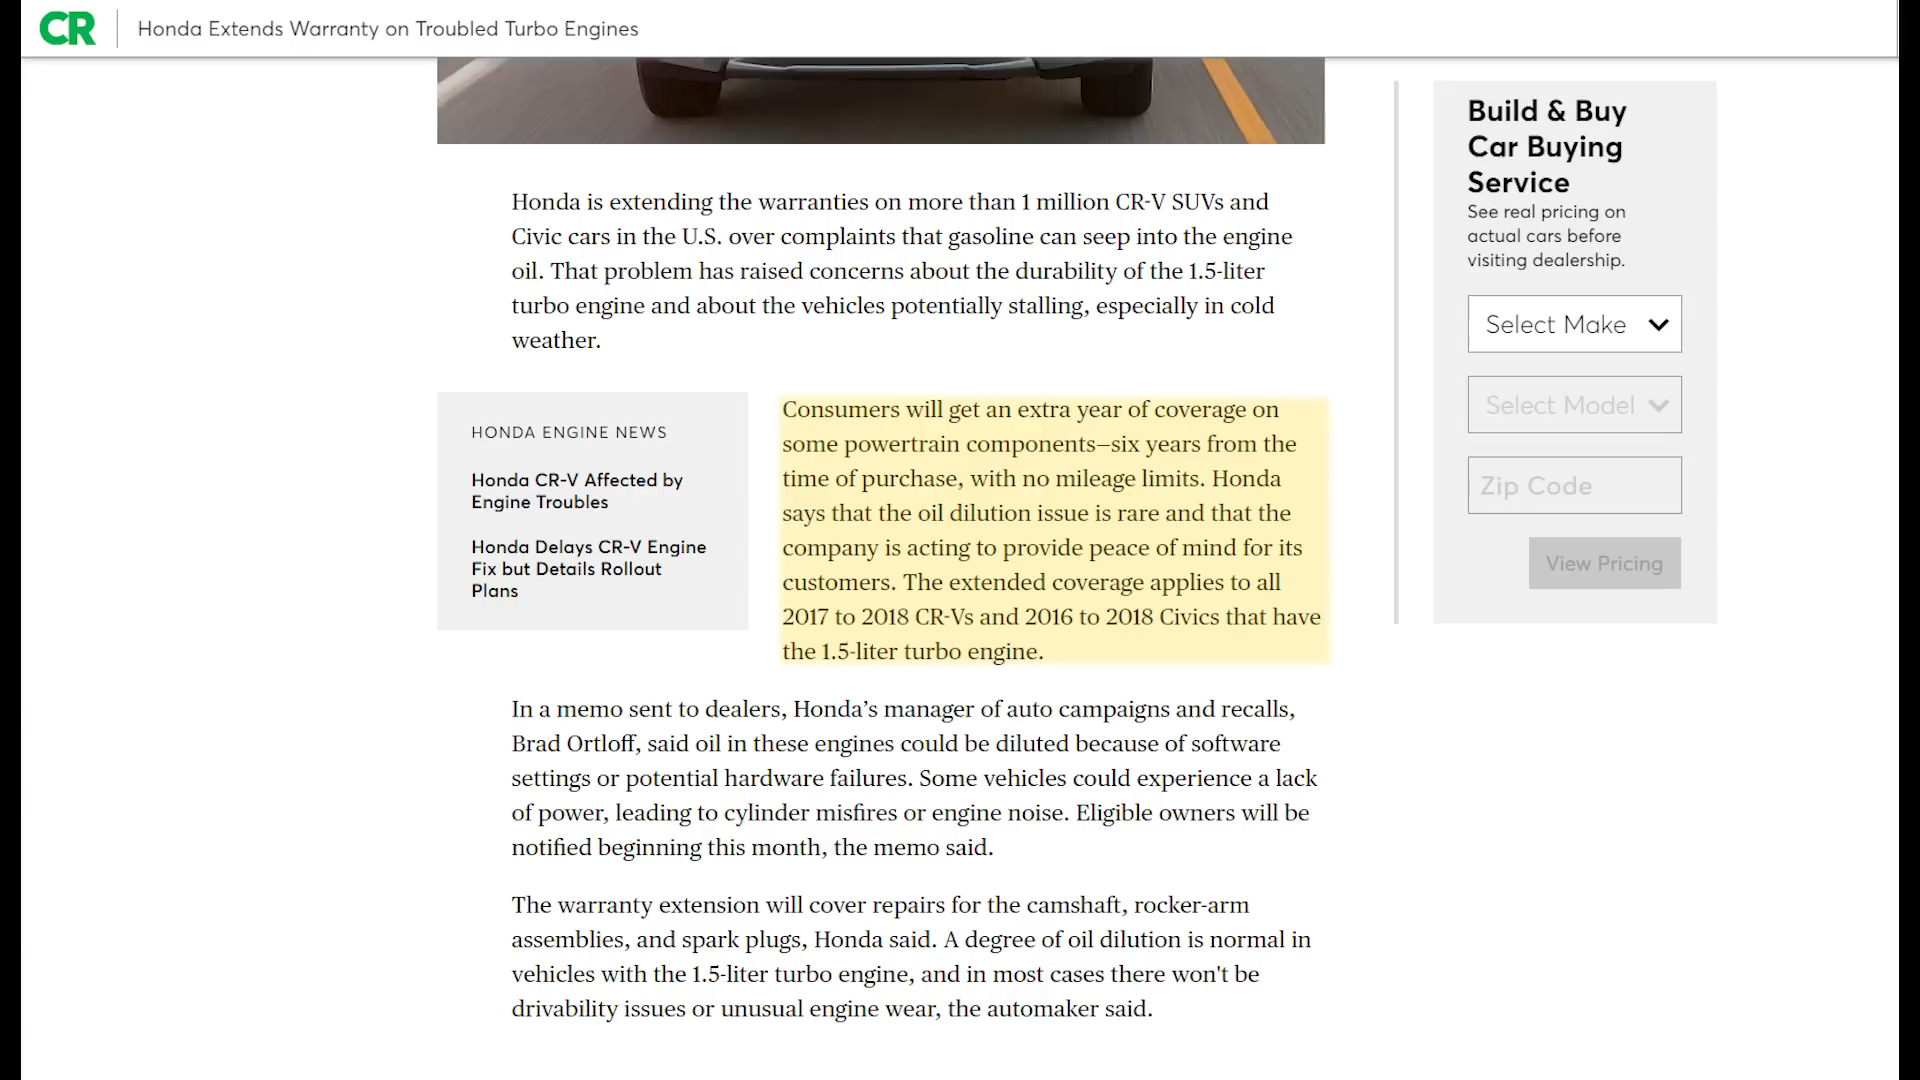 CR
Honda Extends Warranty on Troubled Turbo Engines
Honda is extending the warranties on more than 1 million CR-V SUVs and
Civic cars in the U.S. over complaints that gasoline can seep into the engine
oil. That problem has raised concerns about the durability of the 1.5-liter
turbo engine and about the vehicles potentially stalling, especially in cold
weather.
HONDA ENGINE NEWS
Honda CR-V Affected by
Engine Troubles
Honda Delays CR-V Engine
Fix but Details Rollout
Plans
Consumers will get an extra year of coverage on
some powertrain components—six years from the
time of purchase, with no mileage limits. Honda
says that the oil dilution issue is rare and that the
company is acting to provide peace of mind for its
customers. The extended coverage applies to all
2017 to 2018 CR-Vs and 2016 to 2018 Civics that have
the 1.5-liter turbo engine.
In a memo sent to dealers, Honda’s manager of auto campaigns and recalls,
Brad Ortloff, said oil in these engines could be diluted because of software
settings or potential hardware failures. Some vehicles could experience a lack
of power, leading to cylinder misfires or engine noise. Eligible owners will be
notified beginning this month, the memo said.
The warranty extension will cover repairs for the camshaft, rocker-arm
assemblies, and spark plugs, Honda said. A degree of oil dilution is normal in
vehicles with the 1.5-liter turbo engine, and in most cases there won't be
drivability issues or unusual engine wear, the automaker said.
Build & Buy
Car Buying
Service
See real pricing on
actual cars before
visiting dealership.
Select Make
Select Model
Zip Code
View Pricing